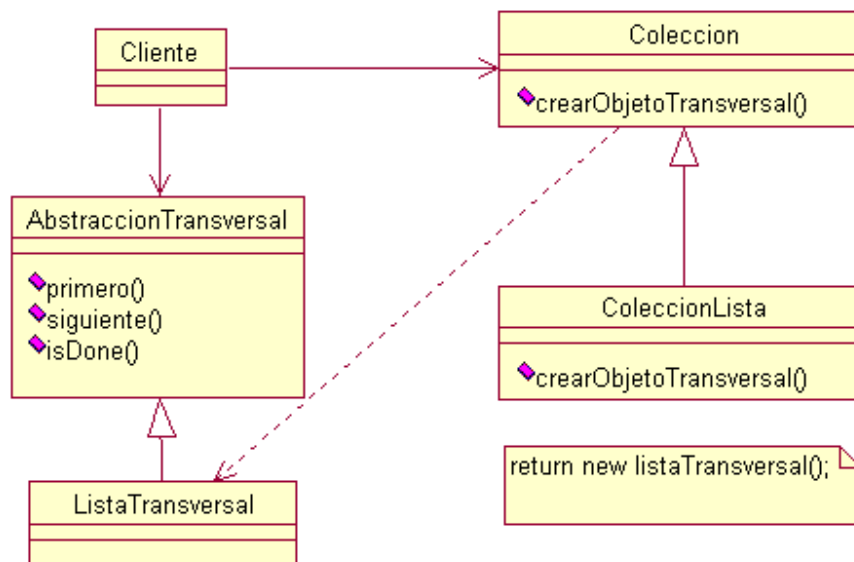 Cliente
Coleccion
crearObjetoTransversal()
AbstraccionTransversal
primero()
siguiente()
isDone()
ColeccionLista
crearObjetoTransversal()
return new listaTransversal();
ListaTransversal